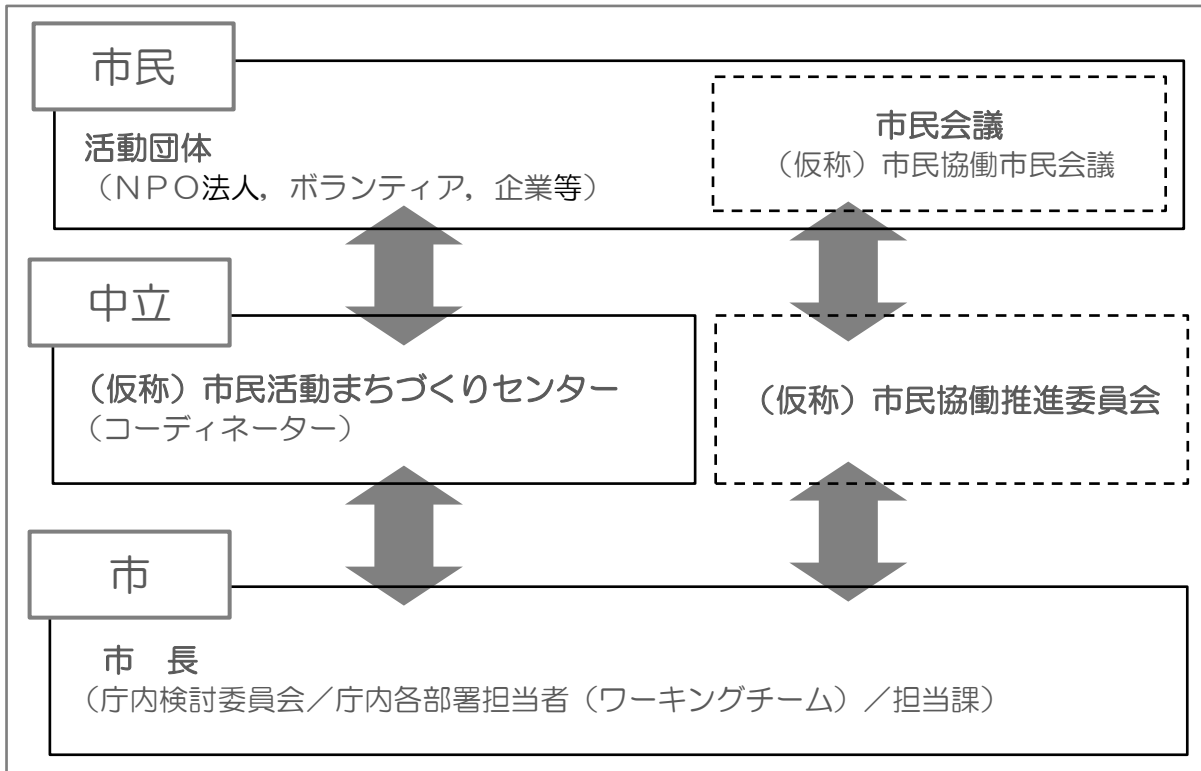 市民
活動団体
（ＮＰＯ法人，ボランティア，企業等）
市民会議
（仮称）市民協働市民会議
中立
（仮称）市民活動まちづくりセンター
（コーディネーター）
（仮称）市民協働推進委員会
市
市　長
（庁内検討委員会／庁内各部署担当者（ワーキングチーム）／担当課）